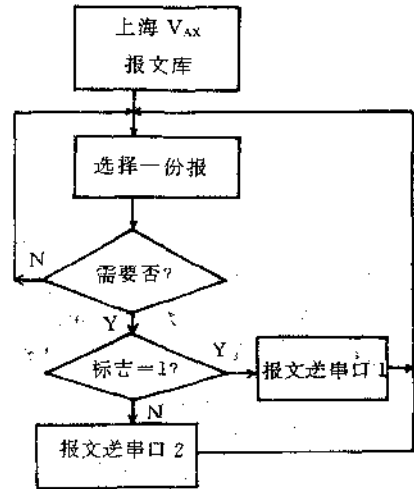 上海 VAX
报文库
选择一份报
需要否?
N
Y
标志=1?
Y
报文送串口 1
N
报文送串口 2